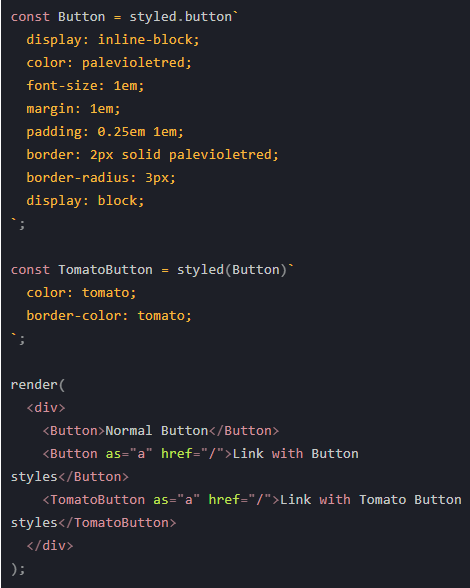 const Button = styled.button`
  display: inline-block;
  color: palevioletred;
  font-size: 1em;
  margin: 1em;
  padding: 0.25em 1em;
  border: 2px solid palevioletred;
  border-radius: 3px;
  display: block;
`;

const TomatoButton = styled(Button)`
  color: tomato;
  border-color: tomato;
`;

render(
  <div>
    <Button>Normal Button</Button>
    <Button as="a" href="/">Link with Button
styles</Button>
    <TomatoButton as="a" href="/">Link with Tomato Button
styles</TomatoButton>
  </div>
);